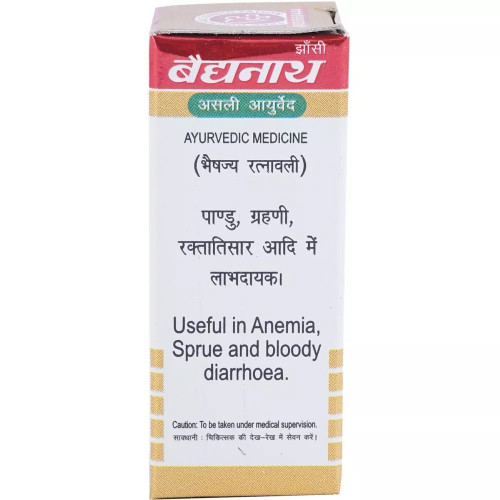 झाँसी
बैद्यनाथ
असली आयुर्वेद
AYURVEDIC MEDICINE
(भैषज्य रत्नावली)
पाण्डु, ग्रहणी,
रक्तातिसार आदि में
लाभदायक।
Useful in Anemia,
Sprue and bloody
diarrhoea.
Caution: To be taken under medical supervision.
सावधानी : चिकित्सक की देख-रेख में सेवन करें।